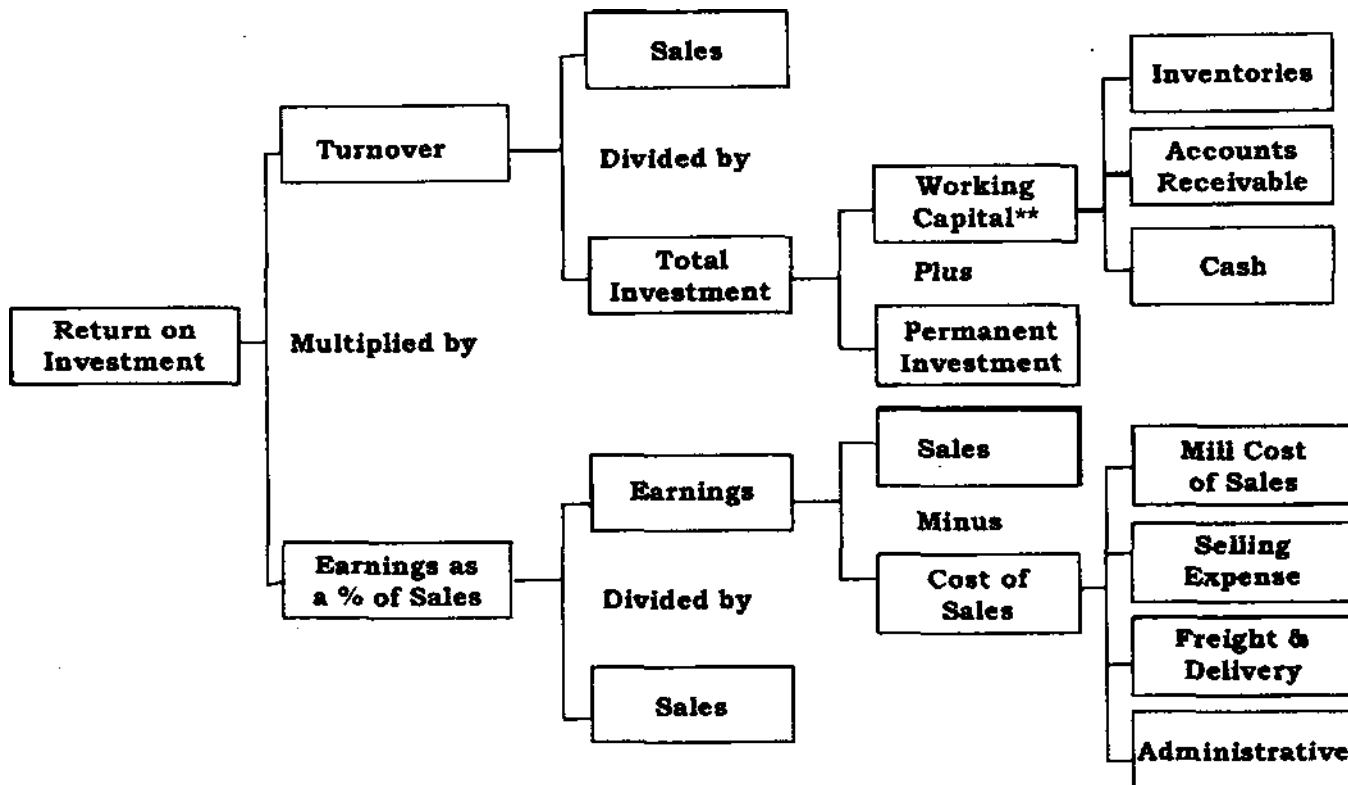 Return on
Investment
Turnover
Multiplied by
Earnings as
a % of Sales
Sales
Divided by
Total
Investment
Earnings
Divided by
Sales
Working
Capital**
Plus
Permanent
Investment
Sales
Minus
Cost of
Sales
Inventories
Accounts
Receivable
Cash
Mill Cost
of Sales
Selling
Expense
Freight &
Delivery
Administrative